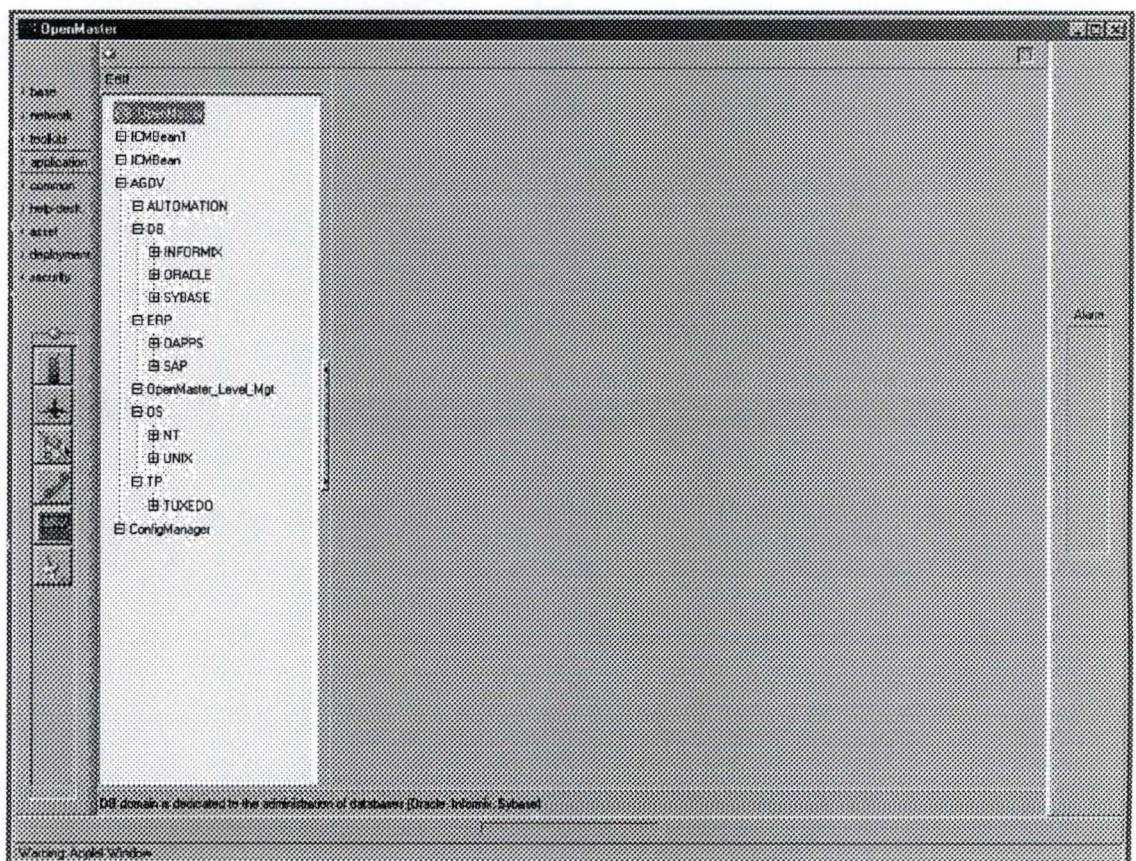 OpenMaster
Edit
base
network
toolkits
application
common
help-desk
asset
deployment
security
ICMBean1
ICMBean
AGDV
AUTOMATION
DB
INFORMIX
ORACLE
SYBASE
ERP
OAPPS
SAP
OpenMaster_Level_Mgt
OS
NT
UNIX
TP
TUXEDO
ConfigManager
Alarm
DB domain is dedicated to the administration of databases (Oracle, Informix, Sybase)
Warning: Applet Window